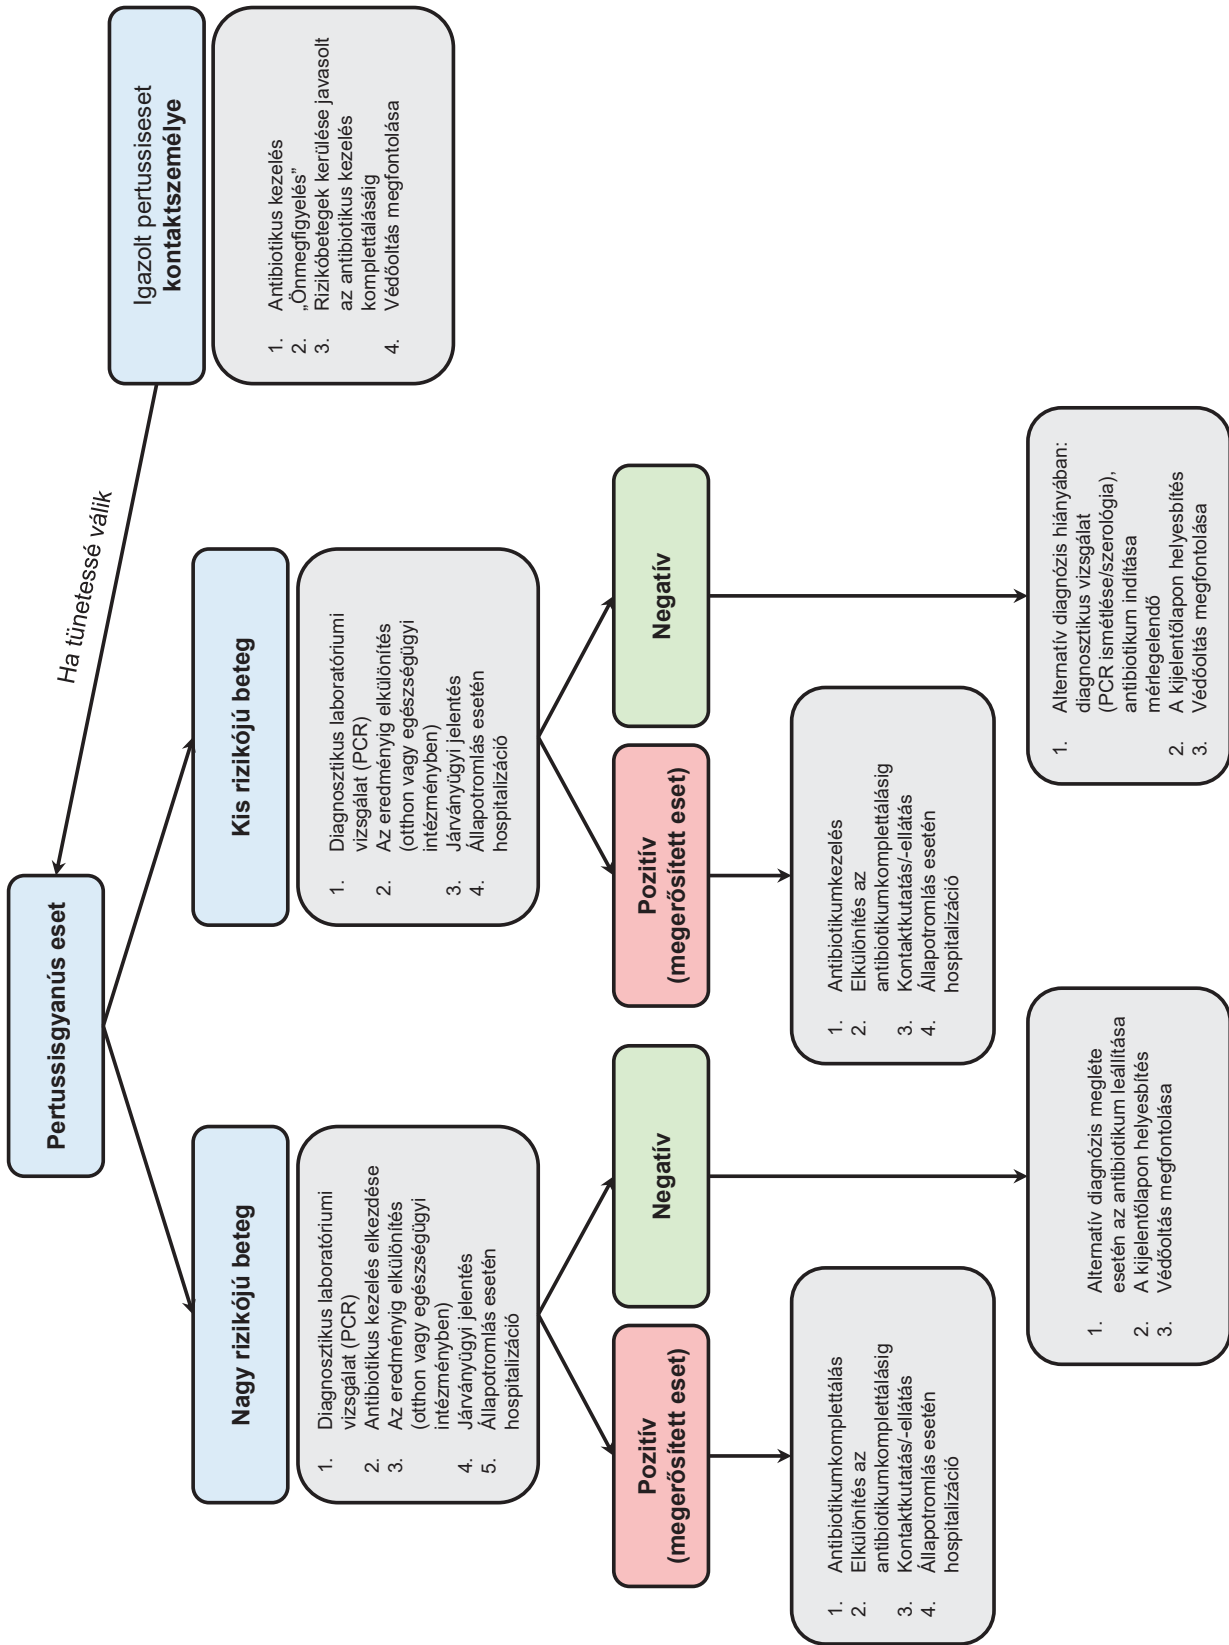 Pertussisgyanús eset
Ha tünetessé válik
Igazolt pertussiseset
kontaktszemélye
1. Antibiotikus kezelés
2. „Önmegfigyelés”
3. Rizikóbetegek kerülése javasolt
az antibiotikus kezelés
komplettálásáig
4. Védőoltás megfontolása
Nagy rizikójú beteg
1. Diagnosztikus laboratóriumi
vizsgálat (PCR)
2. Antibiotikus kezelés elkezdése
3. Az eredményig elkülönítés
(otthon vagy egészségügyi
intézményben)
4. Járványügyi jelentés
5. Állapotromlás esetén
hospitalizáció
Kis rizikójú beteg
1. Diagnosztikus laboratóriumi
vizsgálat (PCR)
2. Az eredményig elkülönítés
(otthon vagy egészségügyi
intézményben)
3. Járványügyi jelentés
4. Állapotromlás esetén
hospitalizáció
Pozitív
(megerősített eset)
Negatív
Pozitív
(megerősített eset)
Negatív
1. Antibiotikumkomplettálás
2. Elkülönítés az
antibiotikumkomplettálásig
3. Kontaktkutatás/-ellátás
4. Állapotromlás esetén
hospitalizáció
1. Alternatív diagnózis megléte
esetén az antibiotikum leállítása
2. A kijelentőlapon helyesbítés
3. Védőoltás megfontolása
1. Antibiotikumkezelés
2. Elkülönítés az
antibiotikumkomplettálásig
3. Kontaktkutatás/-ellátás
4. Állapotromlás esetén
hospitalizáció
1. Alternatív diagnózis hiányában:
diagnosztikus vizsgálat
(PCR ismétlése/szerológia),
antibiotikum indítása
mérlegelendő
2. A kijelentőlapon helyesbítés
3. Védőoltás megfontolása